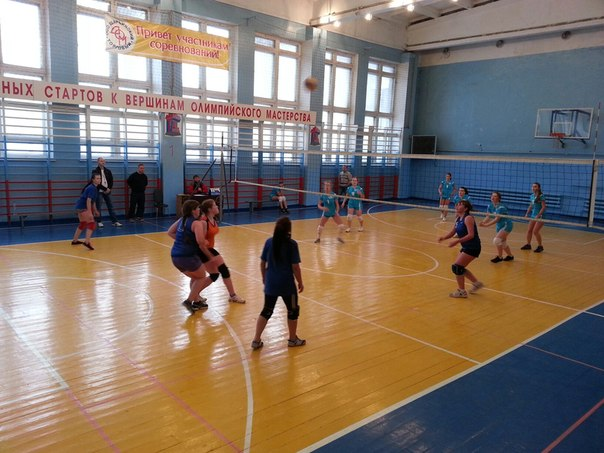 Привет участникам
соревнований!
НЫХ СТАРТОВ К ВЕРШИНАМ ОЛИМПИЙСКОГО МАСТЕРСТВА